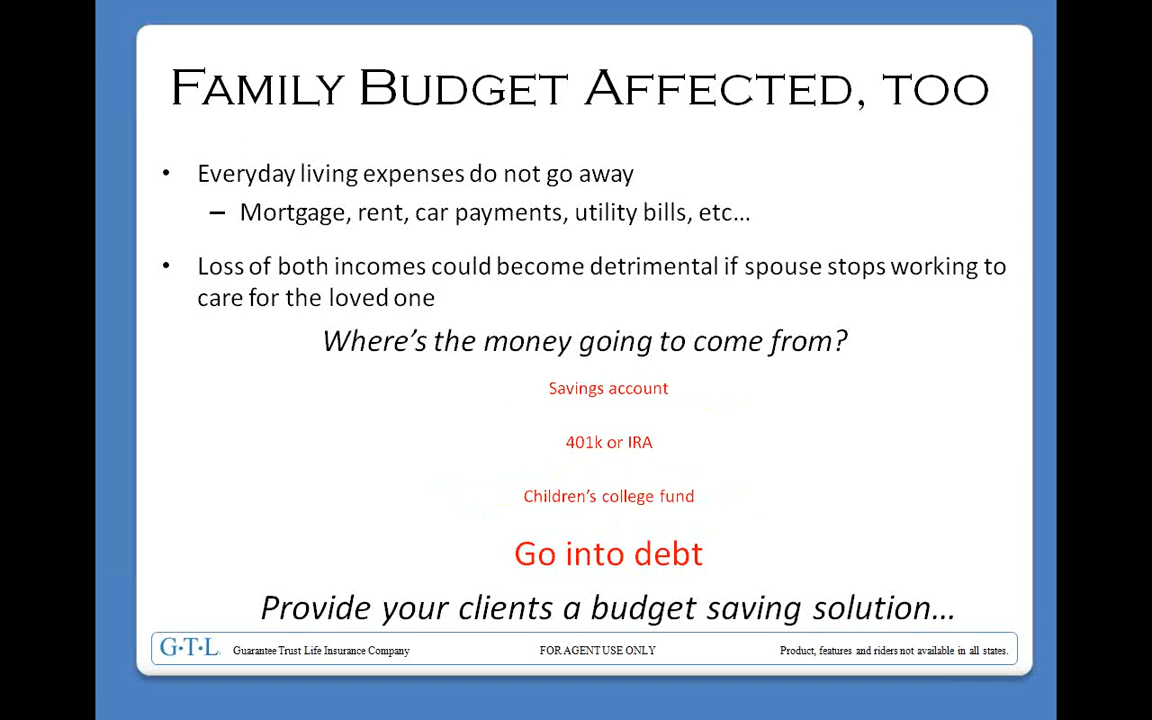 Family Budget Affected, too
• Everyday living expenses do not go away
– Mortgage, rent, car payments, utility bills, etc…
• Loss of both incomes could become detrimental if spouse stops working to
care for the loved one
Where’s the money going to come from?
Savings account
401k or IRA
Children’s college fund
Go into debt
Provide your clients a budget saving solution…
G·T·L. Guarantee Trust Life Insurance Company FOR AGENT USE ONLY Product, features and riders not available in all states.